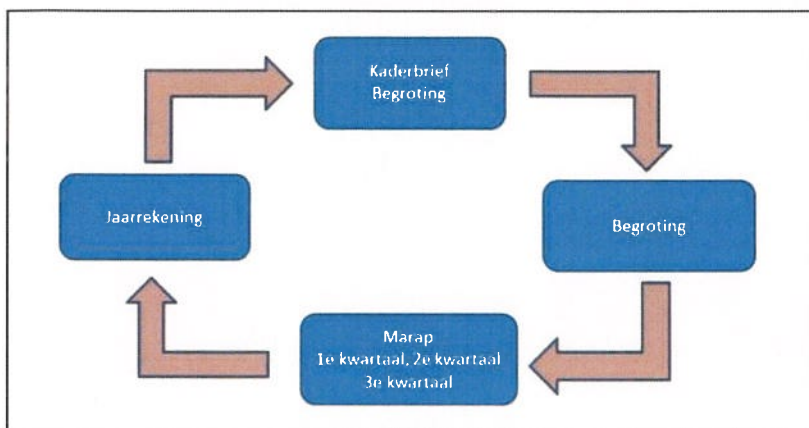 Kaderbrief
Begroting
Jaarrekening
Begroting
Marap
1e kwartaal, 2e kwartaal
3e kwartaal